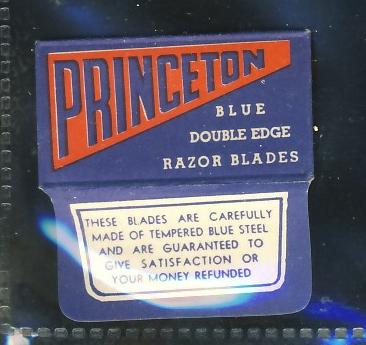 PRINCETON
BLUE
DOUBLE EDGE
RAZOR BLADES
THESE BLADES ARE CAREFULLY
MADE OF TEMPERED BLUE STEEL
AND ARE GUARANTEED TO
GIVE SATISFACTION OR
YOUR MONEY REFUNDED